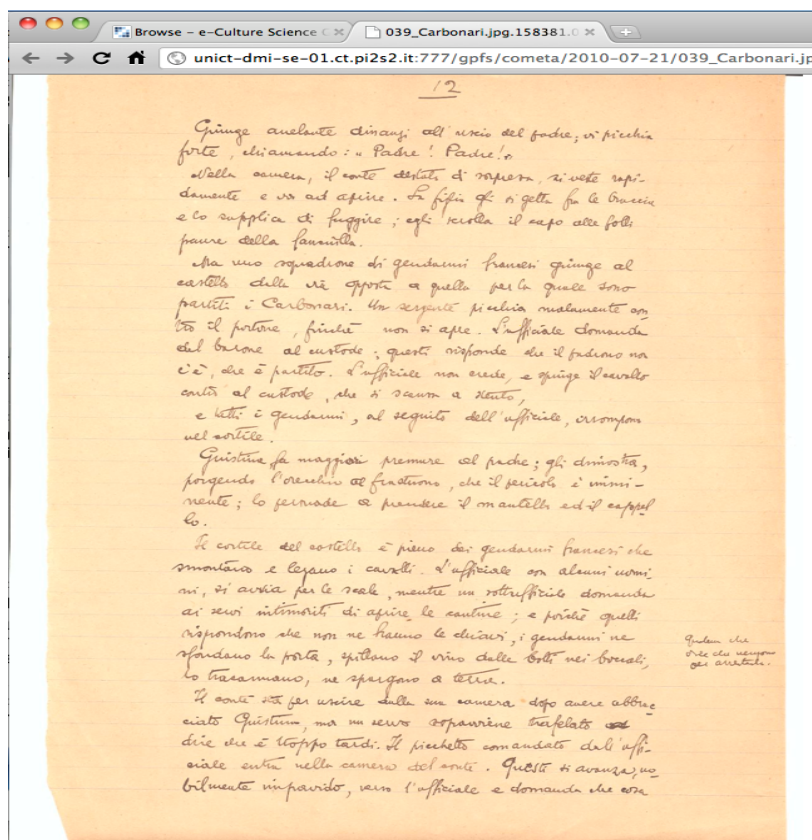 Browse – e-Culture Science G
039_Carbonari.jpg.158381.0
unict-dmi-se-01.ct.pi2s2.it:777/gpfs/cometa/2010-07-21/039_Carbonari.jp
12
Giunge anelante dinanzi all'uscio del padre; vi picchia
forte, chiamando: « Padre! Padre!»
Nella camera, il conte destato di sorpresa, si veste rapi-
damente e va ad aprire. La figlia gli si getta fra le braccia
e lo supplica di fuggire; egli scrolla il capo alle folli
paure della fanciulla.
Ma uno squadrone di gendarmi francesi giunge al
castello dalla via opposta a quella per la quale sono
partiti i Carbonari. Un sergente picchia malamente con
tro il portone, finché non si apre. L'ufficiale domanda
del barone al custode; questi risponde che il padrone non
c'è, che è partito. L'ufficiale non crede, e spinge il cavallo
contro al custode, che si scansa a stento,
e tutti i gendarmi, al seguito dell'ufficiale, irrompono
nel cortile.
Giustina fa maggiori premure al padre; gli dimostra,
porgendo l'orecchio al frastuono, che il pericolo è immi-
nente; lo persuade a prendere il mantello ed il cappel
lo.
Il cortile del castello è pieno dei gendarmi francesi che
smontano e legano i cavalli. L'ufficiale con alcuni uomi
ni, si avvia per le scale, mentre un sottufficiale domanda
ai servi intimoriti di aprire le cantine; e poiché quelli
rispondono che non ne hanno le chiavi, i gendarmi ne
sfondano la porta, spillano il vino dalle botti nei boccali,
lo tracannano, ne spargono a terra.
che
dice che vengono
per arrestarlo.
Il conte sta per uscire dalla sua camera dopo avere abbrac
ciato Giustina, ma un servo sopravviene trafelato a
dire che è troppo tardi. Il picchetto comandato dall'uffi-
ciale entra nella camera del conte. Questi si avanza, no
bilmente impavido, verso l'ufficiale e domanda che cosa